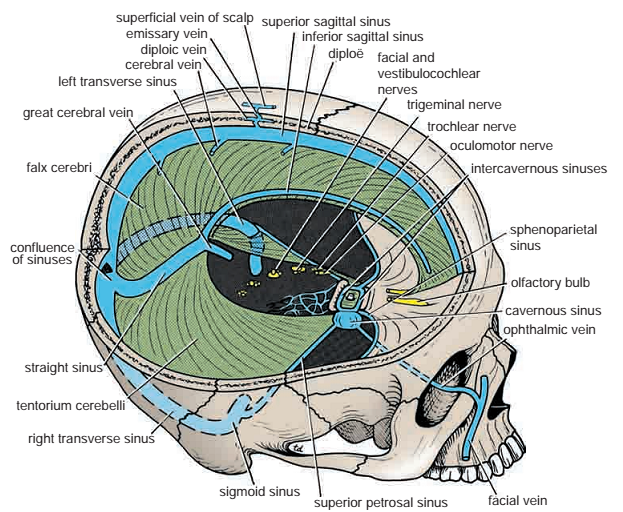 superficial vein of scalp
emissary vein
diploic vein
cerebral vein
left transverse sinus
great cerebral vein
falx cerebri
confluence
of sinuses
straight sinus
tentorium cerebelli
right transverse sinus
sigmoid sinus
superior petrosal sinus
facial vein
superior sagittal sinus
inferior sagittal sinus
diploë
facial and
vestibulocochlear
nerves
trigeminal nerve
trochlear nerve
oculomotor nerve
intercavernous sinuses
sphenoparietal
sinus
olfactory bulb
cavernous sinus
ophthalmic vein